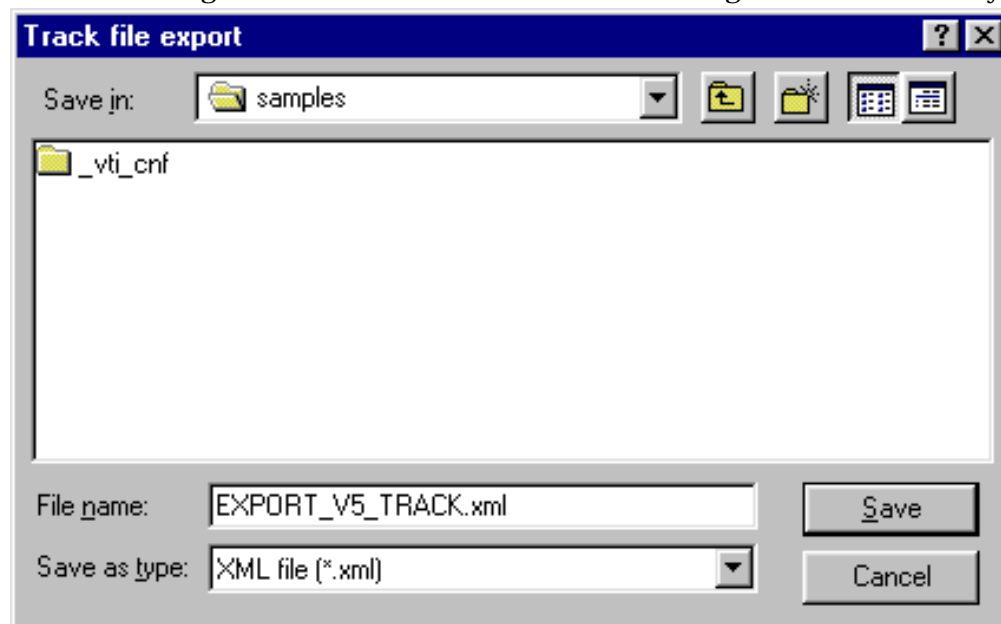 Track file export
Save in: samples
_vti_cnf
File name: EXPORT_V5_TRACK.xml Save
Save as type: XML file (*.xml) Cancel